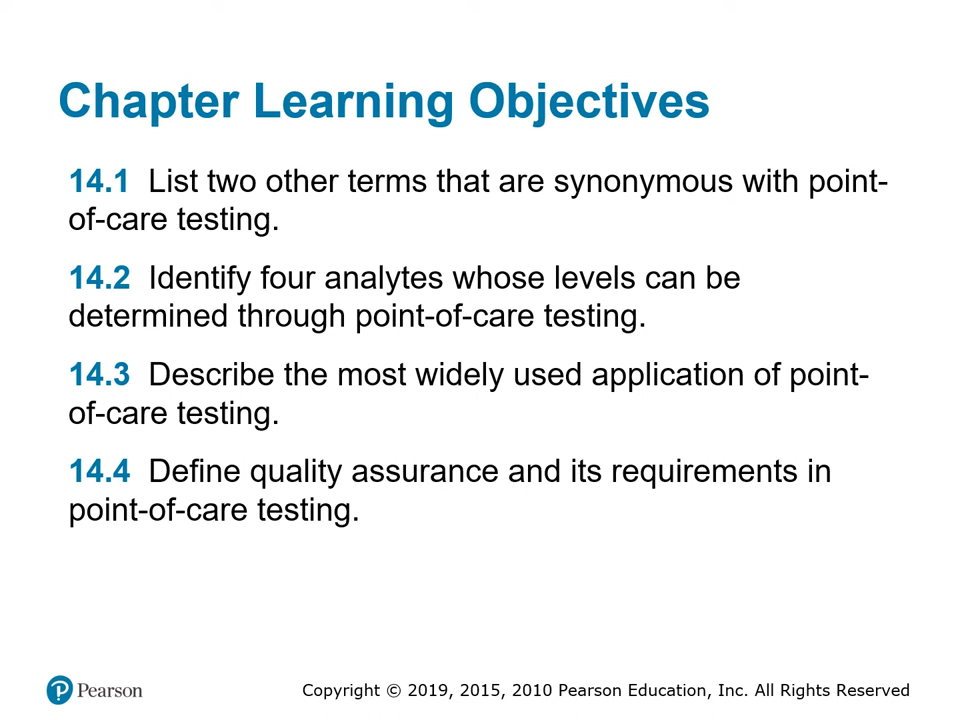 Chapter Learning Objectives
14.1 List two other terms that are synonymous with point-
of-care testing.
14.2 Identify four analytes whose levels can be
determined through point-of-care testing.
14.3 Describe the most widely used application of point-
of-care testing.
14.4 Define quality assurance and its requirements in
point-of-care testing.
Pearson
Copyright © 2019, 2015, 2010 Pearson Education, Inc. All Rights Reserved